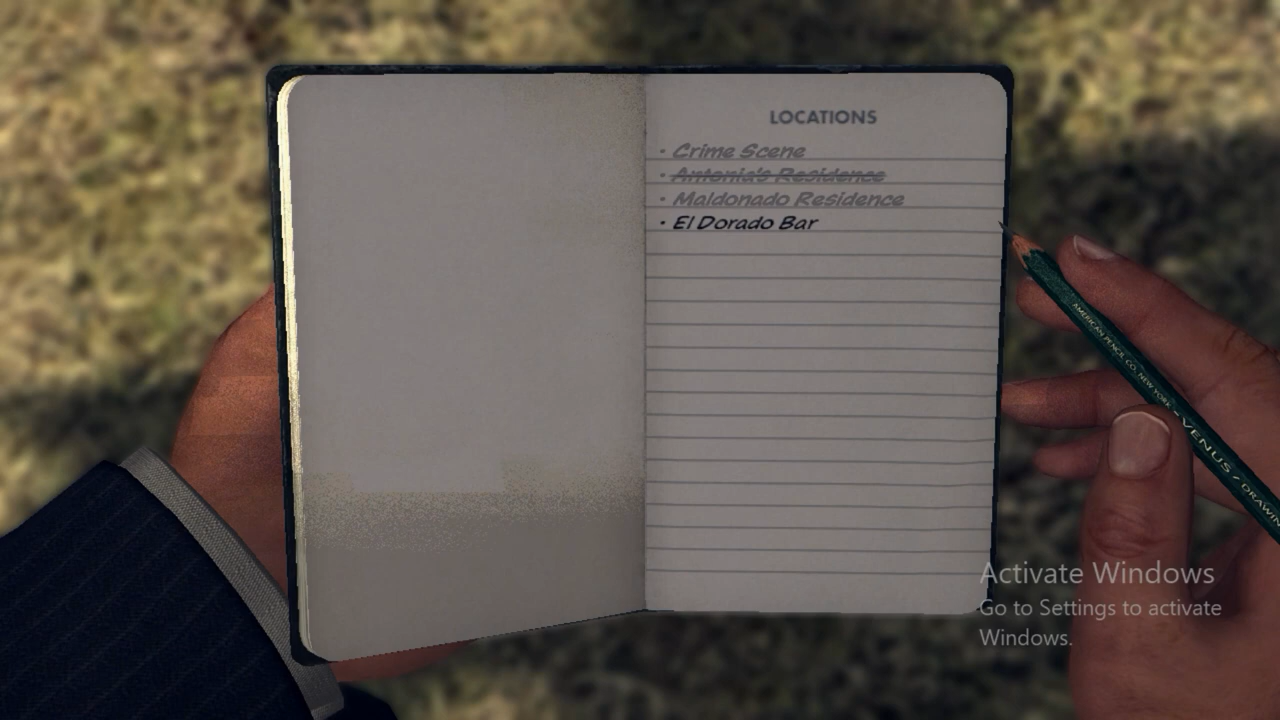 LOCATIONS
• Crime Scene
• Antonia's Residence
• Maldonado Residence
• El Dorado Bar
AMERICAN PENCIL CO. NEW YORK
VENUS / DRAWIN
Activate Windows
Go to Settings to activate
Windows.